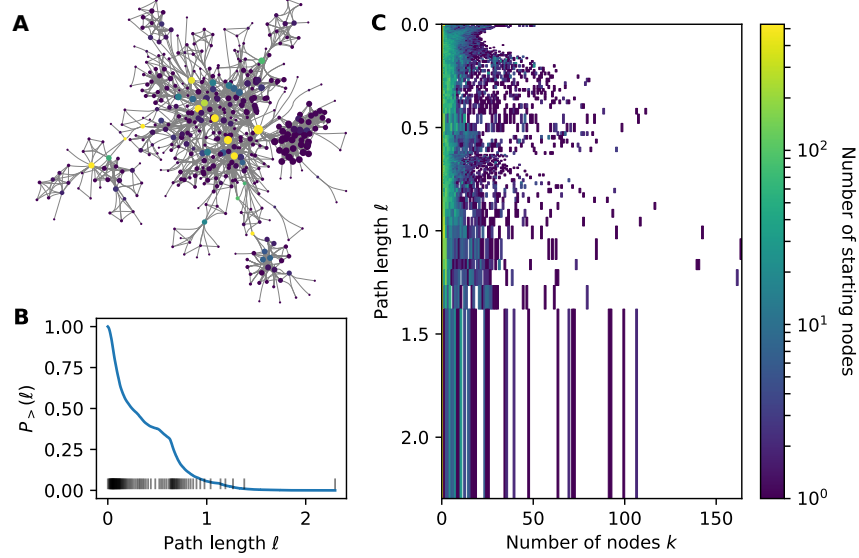 A
B
1.00
0.75
0.50
0.25
0.00
P>(ℓ)
0
1
2
Path length ℓ
C
0.0
0.5
1.0
1.5
2.0
Path length ℓ
0
50
100
150
Number of nodes k
10²
10¹
10⁰
Number of starting nodes